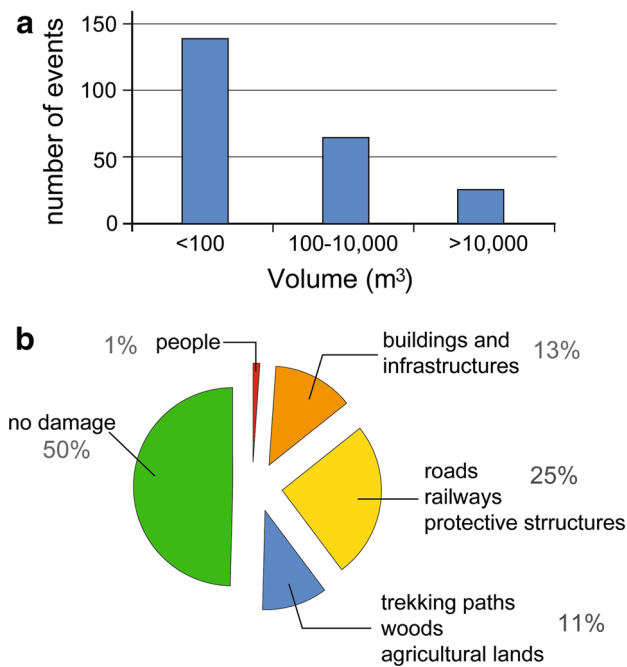 a
150
100
50
0
number of events
<100
100-10,000
>10,000
Volume (m³)
b
1%
people
buildings and
infrastructures
13%
no damage
50%
roads
railways
protective strructures
25%
trekking paths
woods
agricultural lands
11%